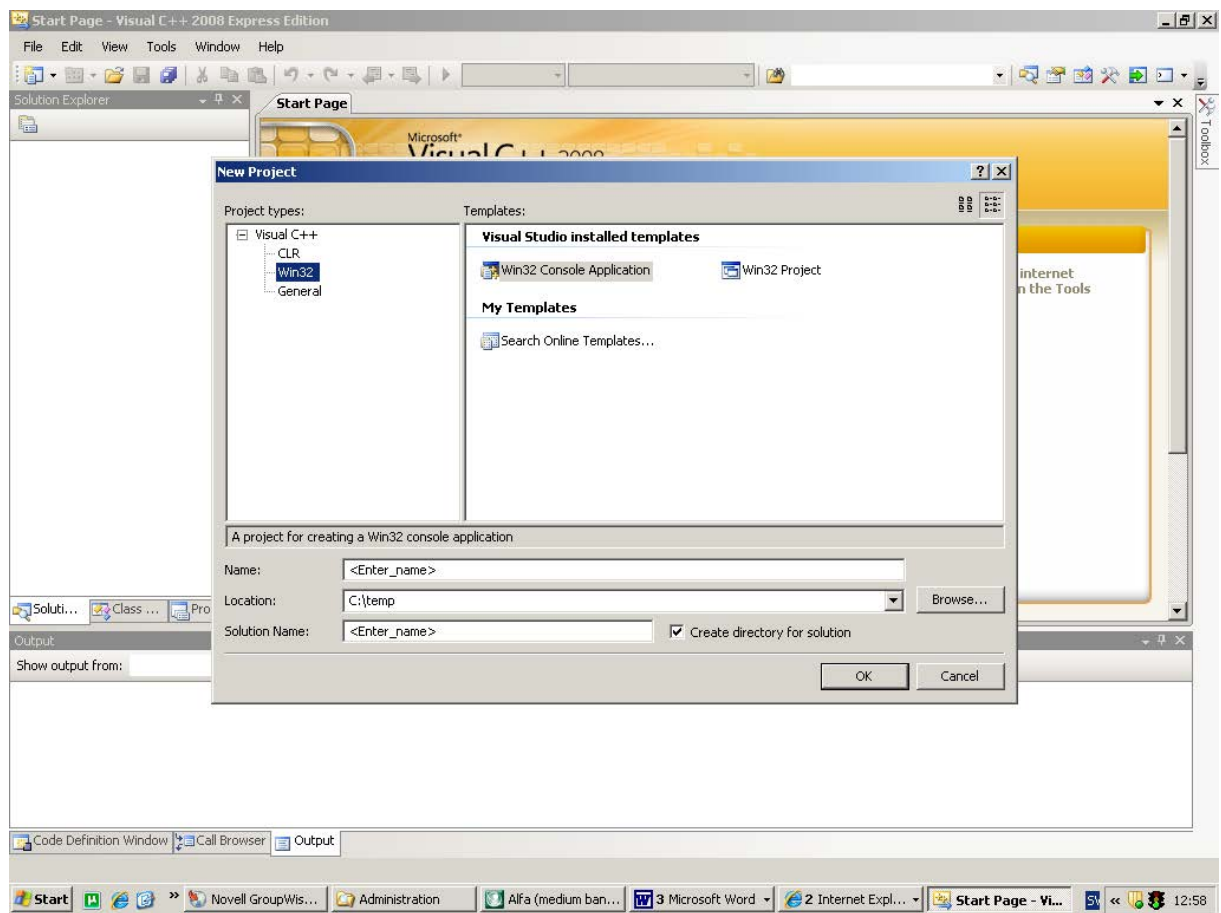 Start Page - Visual C++ 2008 Express Edition
File Edit View Tools Window Help
Solution Explorer
Start Page
Toolbox
Microsoft
Visual C++ 2008
New Project
Project types:
Templates:
Visual C++
CLR
Win32
General
Visual Studio installed templates
Win32 Console Application Win32 Project
My Templates
Search Online Templates...
internet
n the Tools
A project for creating a Win32 console application
Name: <Enter_name>
Location: C:\temp Browse...
Solution Name: <Enter_name> Create directory for solution
OK Cancel
Soluti... Class ... Pro
Output
Show output from:
Code Definition Window Call Browser Output
Start Novell GroupWis... Administration Alfa (medium ban... 3 Microsoft Word 2 Internet Expl... Start Page - Vi... SV 12:58